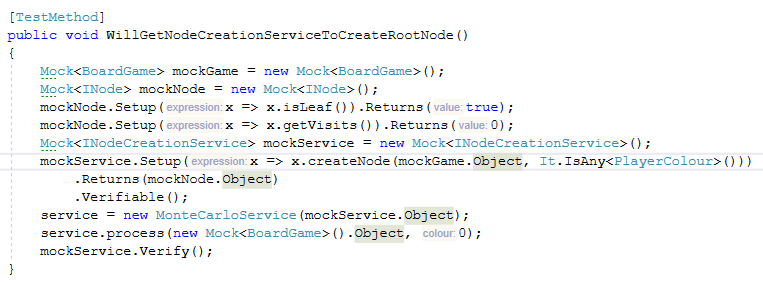 [TestMethod]
public void WillGetNodeCreationServiceToCreateRootNode()
{
    Mock<BoardGame> mockGame = new Mock<BoardGame>();
    Mock<INode> mockNode = new Mock<INode>();
    mockNode.Setup(expression: x => x.isLeaf()).Returns(value: true);
    mockNode.Setup(expression: x => x.getVisits()).Returns(value: 0);
    Mock<INodeCreationService> mockService = new Mock<INodeCreationService>();
    mockService.Setup(expression: x => x.createNode(mockGame.Object, It.IsAny<PlayerColour>()))
        .Returns(mockNode.Object)
        .Verifiable();
    service = new MonteCarloService(mockService.Object);
    service.process(new Mock<BoardGame>().Object, colour: 0);
    mockService.Verify();
}